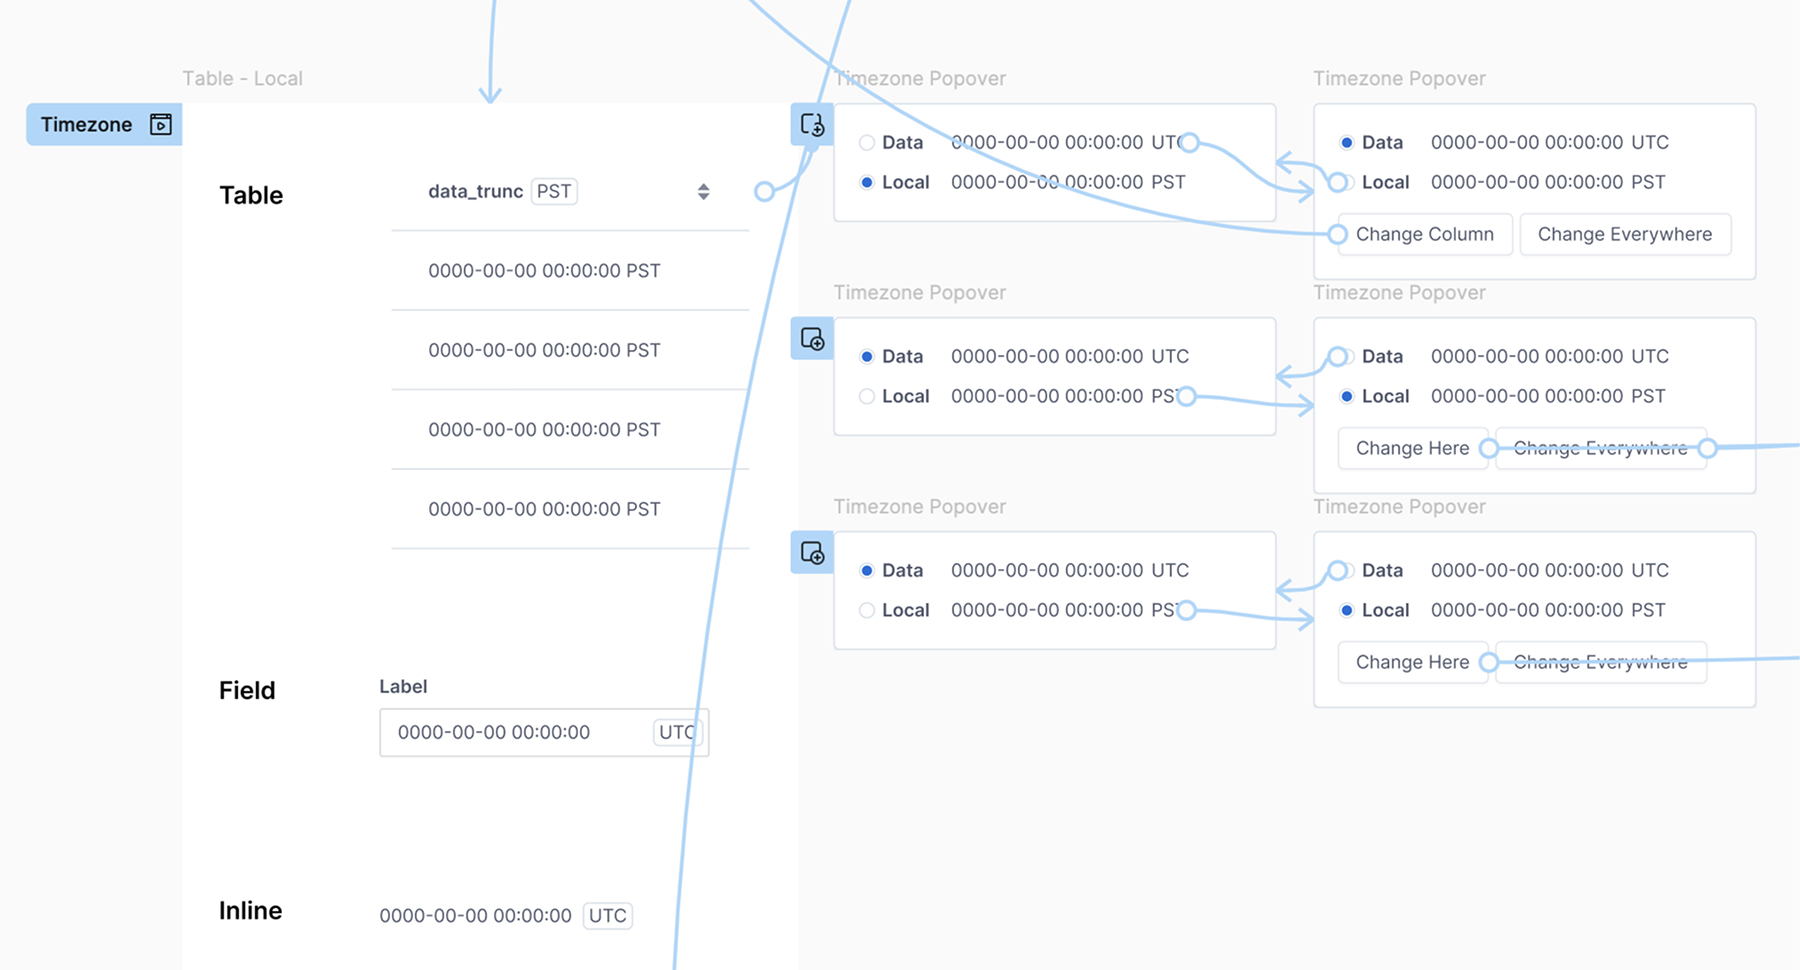 Table - Local
Timezone
Table
data_trunc PST
0000-00-00 00:00:00 PST
0000-00-00 00:00:00 PST
0000-00-00 00:00:00 PST
0000-00-00 00:00:00 PST
Field
Label
0000-00-00 00:00:00 UTC
Inline
0000-00-00 00:00:00 UTC
Timezone Popover
Data 0000-00-00 00:00:00 UTC
Local 0000-00-00 00:00:00 PST
Timezone Popover
Data 0000-00-00 00:00:00 UTC
Local 0000-00-00 00:00:00 PST
Change Column Change Everywhere
Timezone Popover
Data 0000-00-00 00:00:00 UTC
Local 0000-00-00 00:00:00 PST
Timezone Popover
Data 0000-00-00 00:00:00 UTC
Local 0000-00-00 00:00:00 PST
Change Here Change Everywhere
Timezone Popover
Data 0000-00-00 00:00:00 UTC
Local 0000-00-00 00:00:00 PST
Timezone Popover
Data 0000-00-00 00:00:00 UTC
Local 0000-00-00 00:00:00 PST
Change Here Change Everywhere